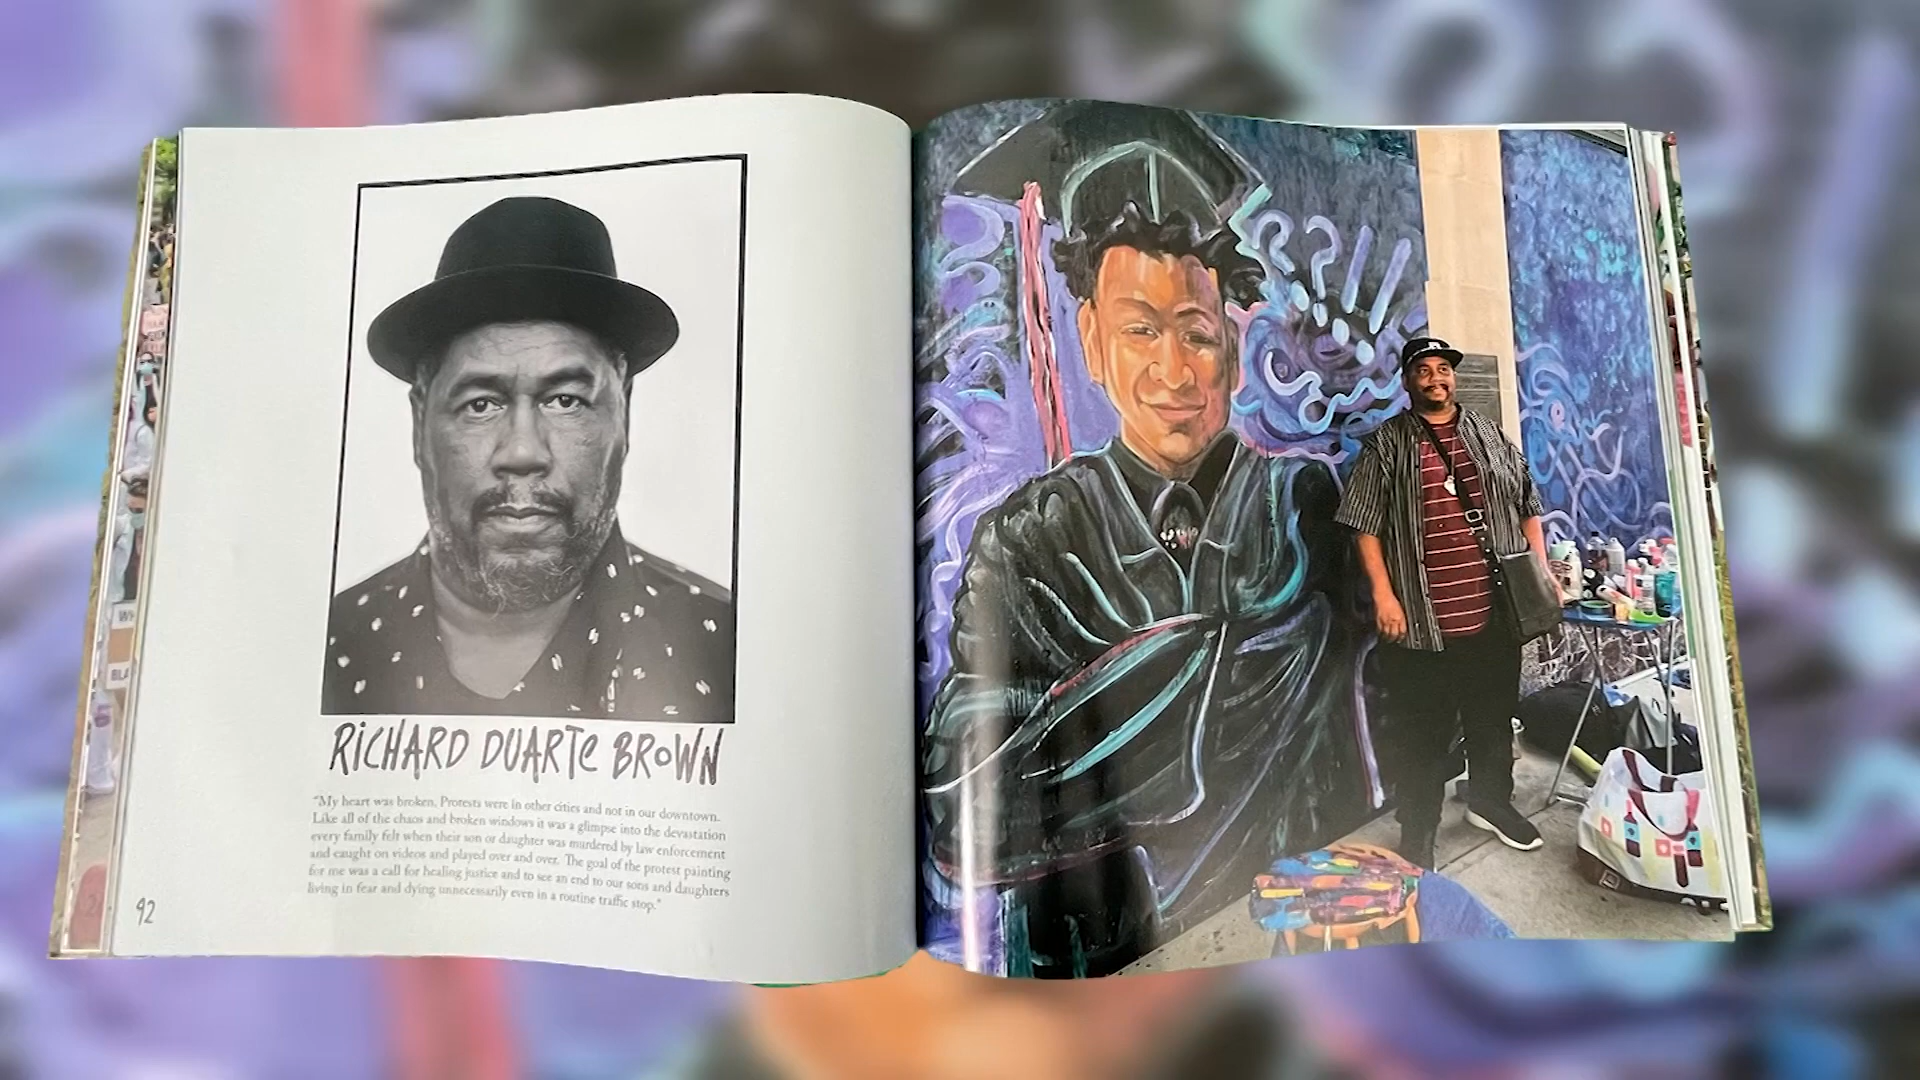 RICHARD DUARTE BROWN
"My heart was broken. Protests were in other cities and not in our downtown.
Like all of the chaos and broken windows it was a glimpse into the devastation
every family felt when their son or daughter was murdered by law enforcement
and caught on videos and played over and over. The goal of the protest painting
for me was a call for healing justice and to see an end to our sons and daughters
living in fear and dying unnecessarily even in a routine traffic stop."
92
??!!